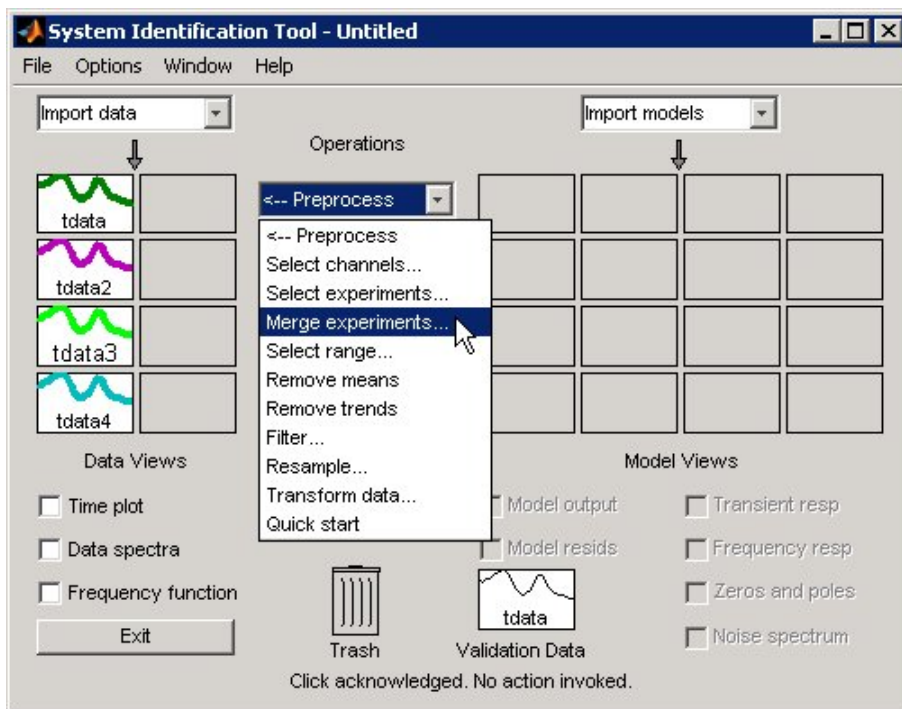 System Identification Tool - Untitled
File Options Window Help
Import data
Import models
Operations
<-- Preprocess
tdata
tdata2
tdata3
tdata4
<-- Preprocess
Select channels...
Select experiments...
Merge experiments...
Select range...
Remove means
Remove trends
Filter...
Resample...
Transform data...
Quick start
Data Views
Model Views
Time plot
Data spectra
Frequency function
Model output
Model resids
Transient resp
Frequency resp
Zeros and poles
Noise spectrum
Exit
Trash
tdata
Validation Data
Click acknowledged. No action invoked.